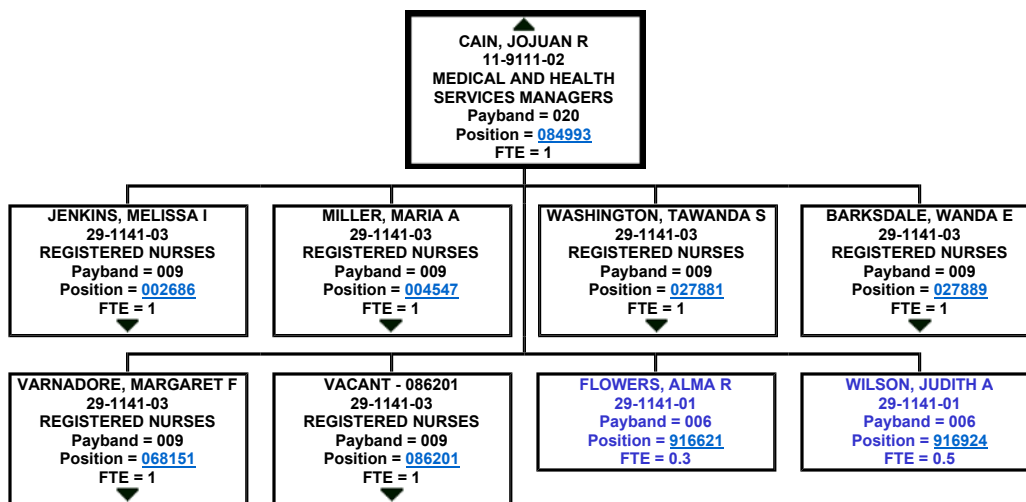 CAIN, JOJUAN R
11-9111-02
MEDICAL AND HEALTH
SERVICES MANAGERS
Payband = 020
Position = 084993
FTE = 1
JENKINS, MELISSA I
29-1141-03
REGISTERED NURSES
Payband = 009
Position = 002686
FTE = 1
MILLER, MARIA A
29-1141-03
REGISTERED NURSES
Payband = 009
Position = 004547
FTE = 1
WASHINGTON, TAWANDA S
29-1141-03
REGISTERED NURSES
Payband = 009
Position = 027881
FTE = 1
BARKSDALE, WANDA E
29-1141-03
REGISTERED NURSES
Payband = 009
Position = 027889
FTE = 1
VARNADORE, MARGARET F
29-1141-03
REGISTERED NURSES
Payband = 009
Position = 068151
FTE = 1
VACANT - 086201
29-1141-03
REGISTERED NURSES
Payband = 009
Position = 086201
FTE = 1
FLOWERS, ALMA R
29-1141-01
Payband = 006
Position = 916621
FTE = 0.3
WILSON, JUDITH A
29-1141-01
Payband = 006
Position = 916924
FTE = 0.5